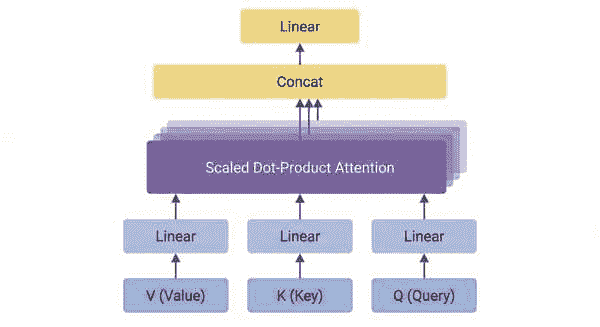 Linear
Concat
Scaled Dot-Product Attention
Linear
Linear
Linear
V (Value)
K (Key)
Q (Query)